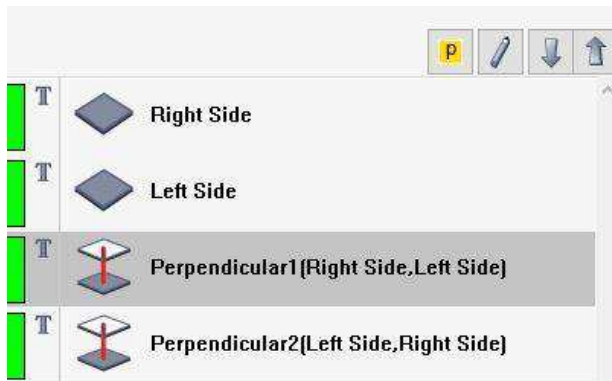 p
T
Right Side
T
Left Side
T
Perpendicular1(Right Side,Left Side)
T
Perpendicular2(Left Side,Right Side)